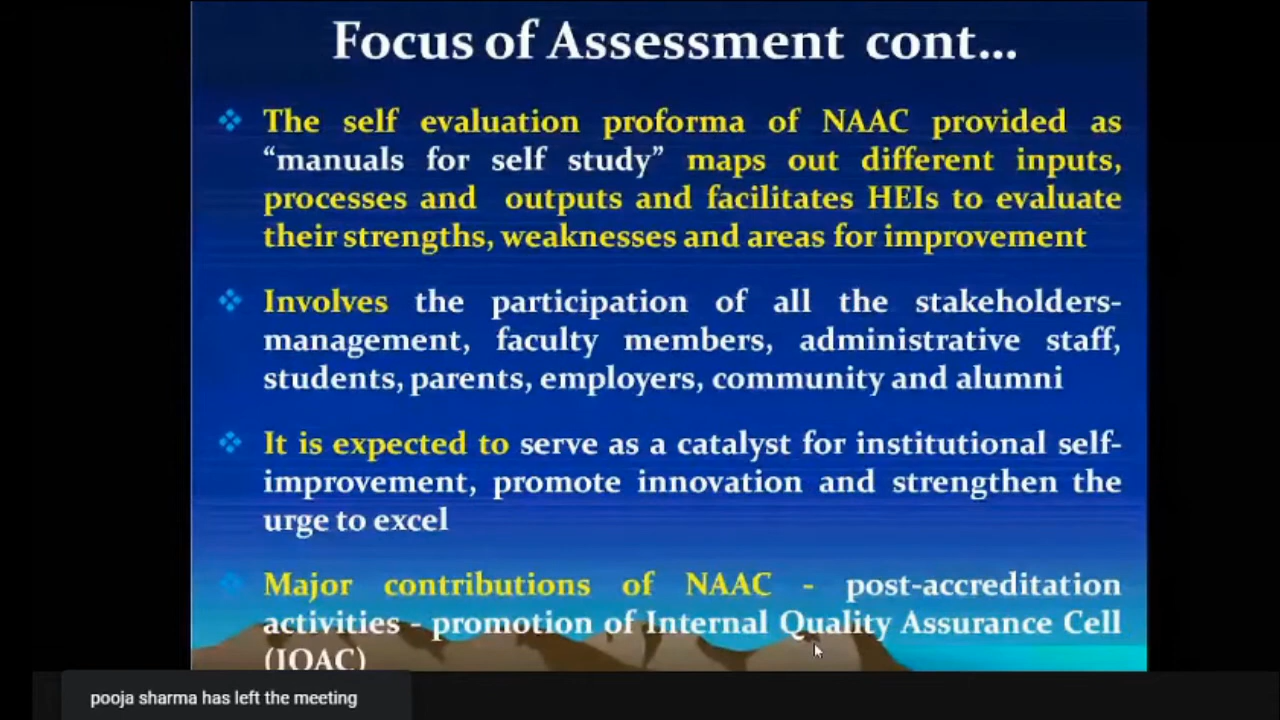 Focus of Assessment cont...
The self evaluation proforma of NAAC provided as
“manuals for self study” maps out different inputs,
processes and outputs and facilitates HEIs to evaluate
their strengths, weaknesses and areas for improvement
Involves the participation of all the stakeholders-
management, faculty members, administrative staff,
students, parents, employers, community and alumni
It is expected to serve as a catalyst for institutional self-
improvement, promote innovation and strengthen the
urge to excel
Major contributions of NAAC - post-accreditation
activities - promotion of Internal Quality Assurance Cell
(IQAC)
pooja sharma has left the meeting